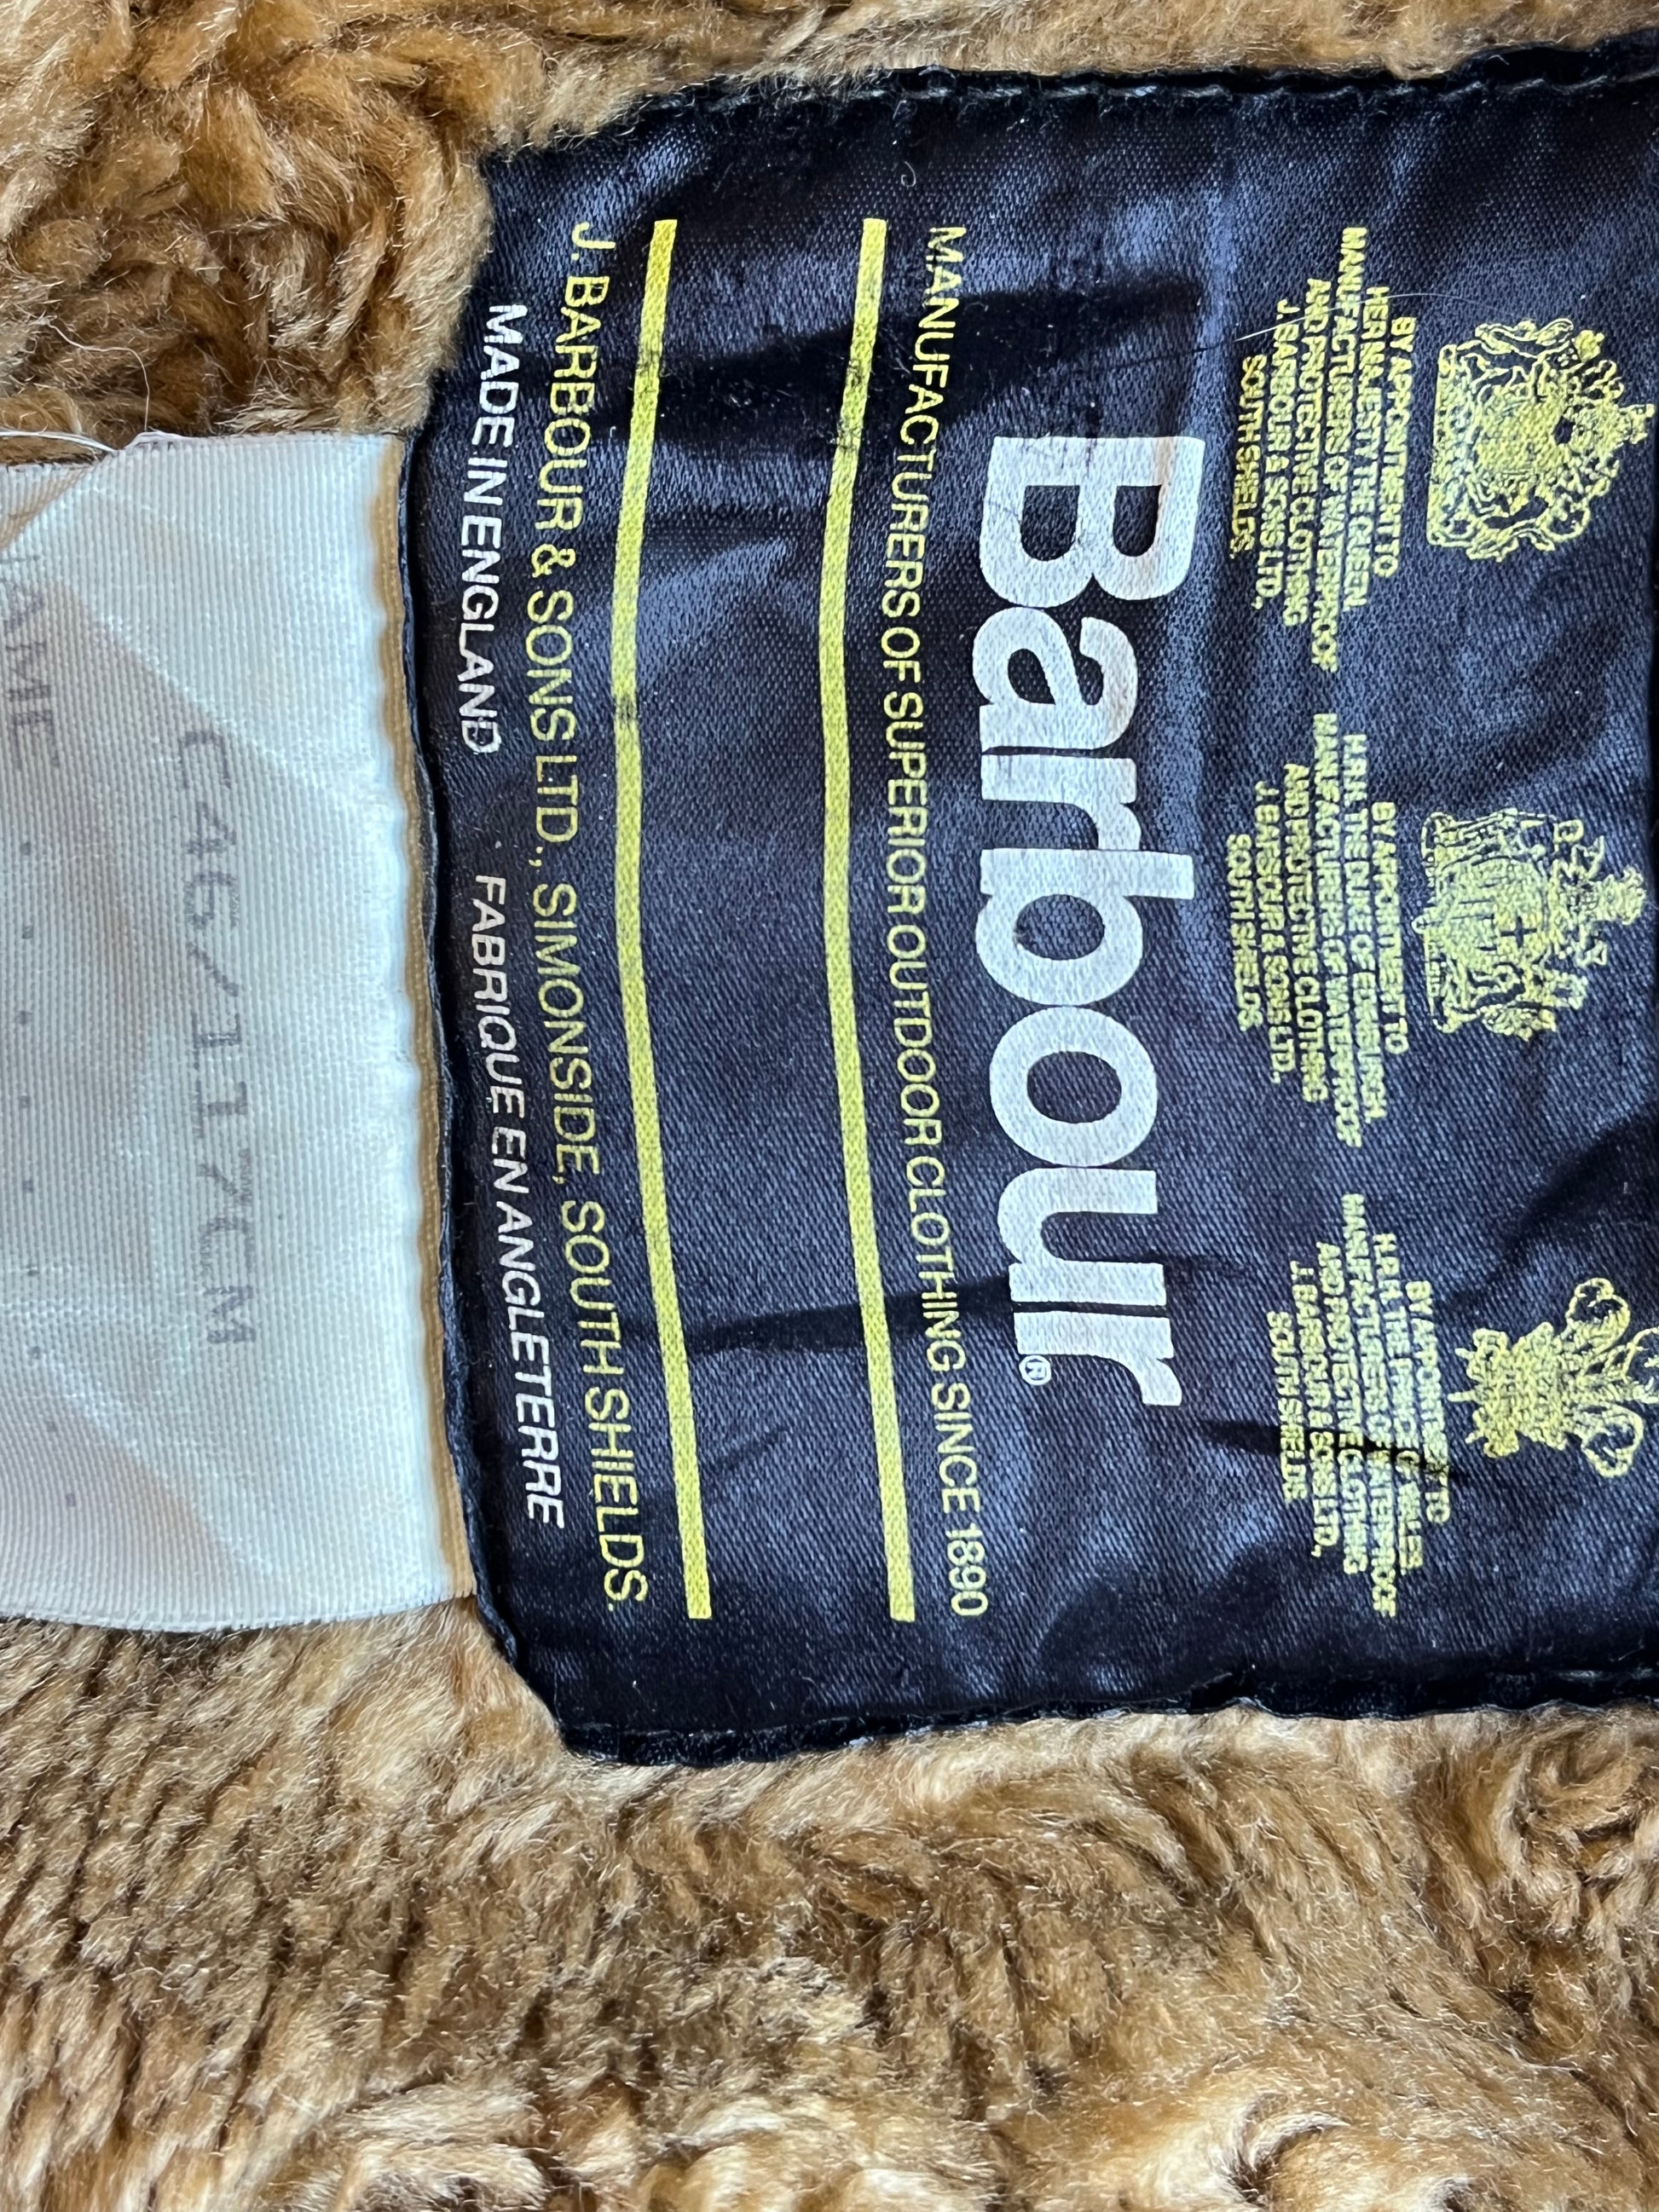 BY APPOINTMENT TO
HER MAJESTY THE QUEEN,
MANUFACTURERS OF WATERPROOF
AND PROTECTIVE CLOTHING
J. BARBOUR & SONS LTD,
SOUTH SHIELDS.
BY APPOINTMENT TO
H.R.H. THE DUKE OF EDINBURGH,
MANUFACTURERS OF WATERPROOF
AND PROTECTIVE CLOTHING
J. BARBOUR & SONS LTD.
SOUTH SHIELDS.
BY APPOINTMENT TO
H.R.H. THE PRINCE OF WALES,
MANUFACTURERS OF WATERPROOF
AND PROTECTIVE CLOTHING
J. BARBOUR & SONS LTD,
SOUTH SHIELDS.
Barbour®
MANUFACTURERS OF SUPERIOR OUTDOOR CLOTHING SINCE 1890
J. BARBOUR & SONS LTD., SIMONSIDE, SOUTH SHIELDS.
MADE IN ENGLAND FABRIQUE EN ANGLETERRE
C46/117CM